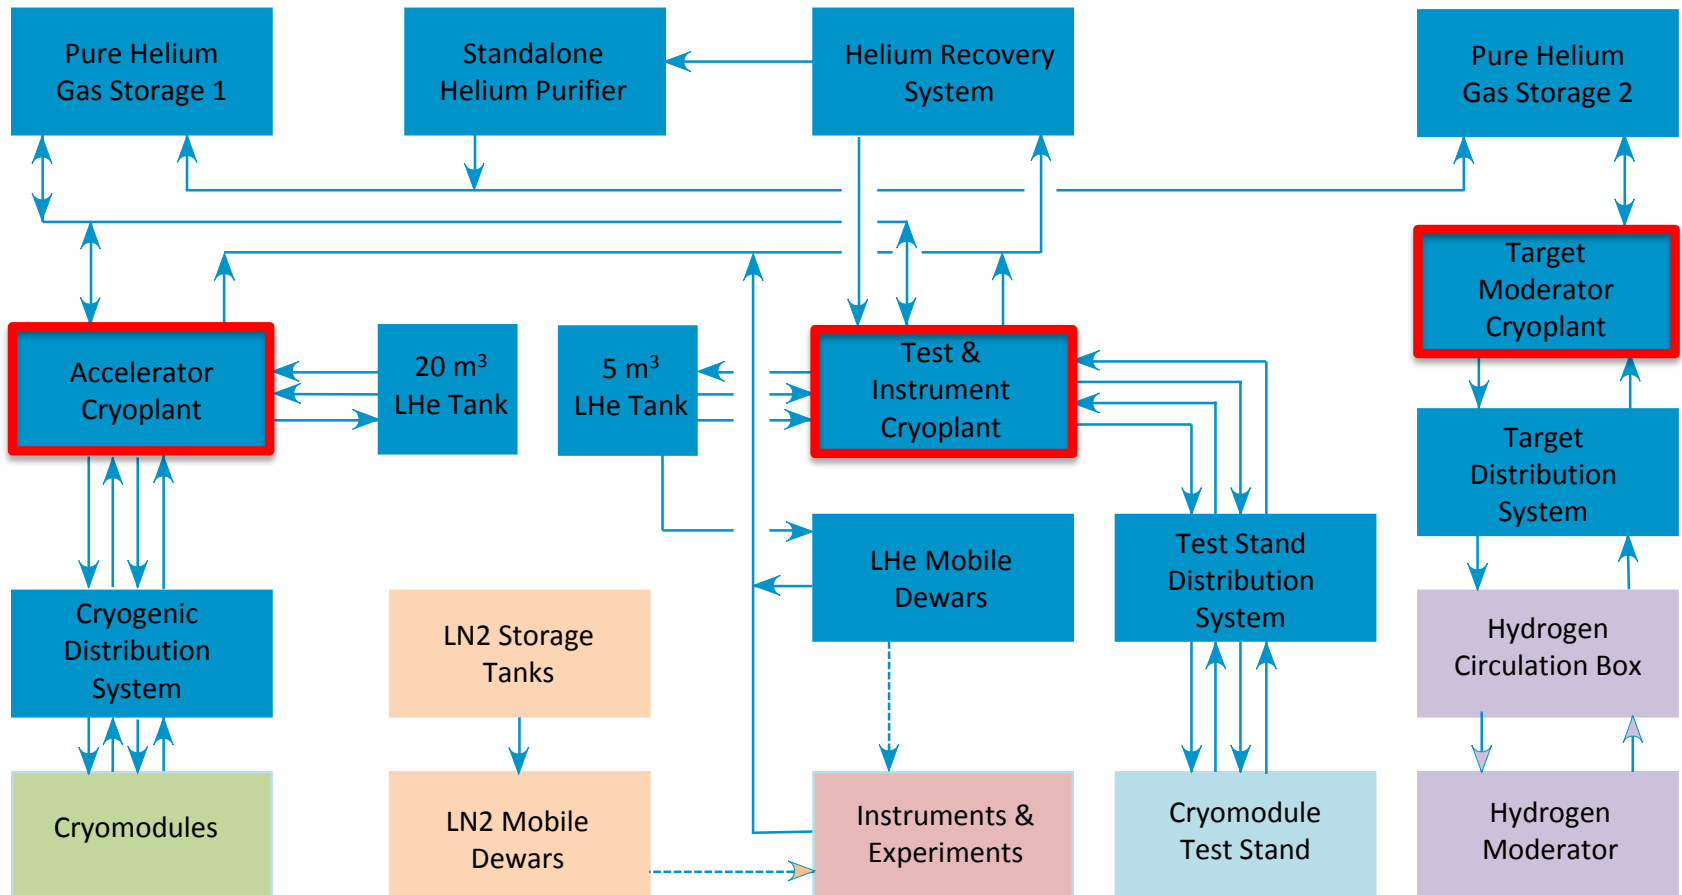 Pure Helium
Gas Storage 1
Standalone
Helium Purifier
Helium Recovery
System
Pure Helium
Gas Storage 2
Accelerator
Cryoplant
20 m³
LHe Tank
5 m³
LHe Tank
Test &
Instrument
Cryoplant
Target
Moderator
Cryoplant
Target
Distribution
System
LHe Mobile
Dewars
Test Stand
Distribution
System
Cryogenic
Distribution
System
LN2 Storage
Tanks
Hydrogen
Circulation Box
Cryomodules
LN2 Mobile
Dewars
Instruments &
Experiments
Cryomodule
Test Stand
Hydrogen
Moderator